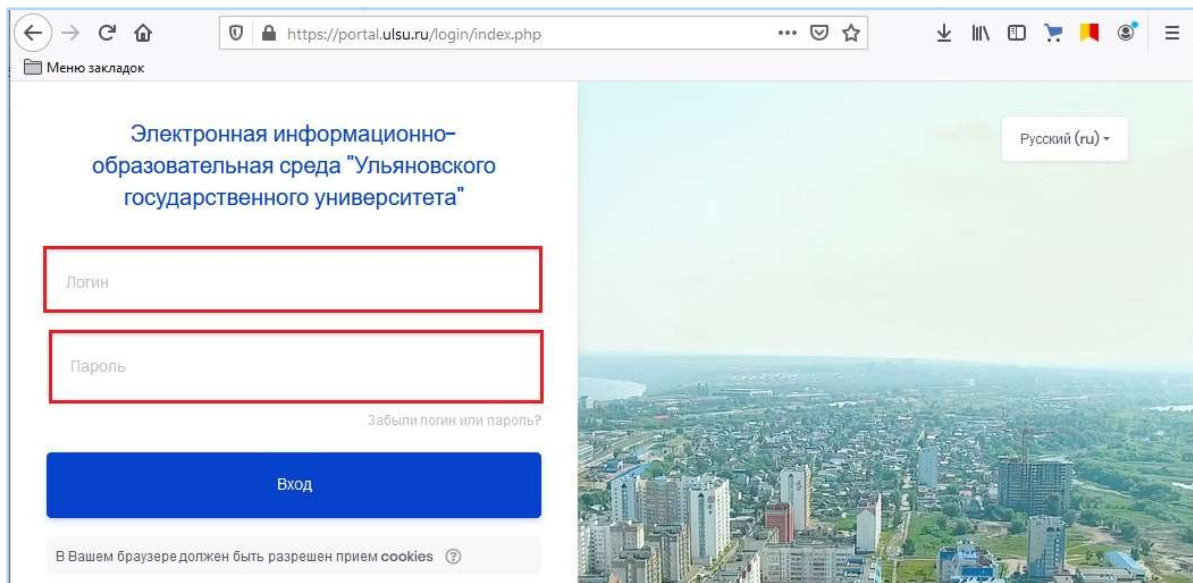 https://portal.ulsu.ru/login/index.php
Меню закладок
Электронная информационно-
образовательная среда "Ульяновского
государственного университета"
Русский (ru)
Логин
Пароль
Забыли логин или пароль?
Вход
В Вашем браузере должен быть разрешен прием cookies